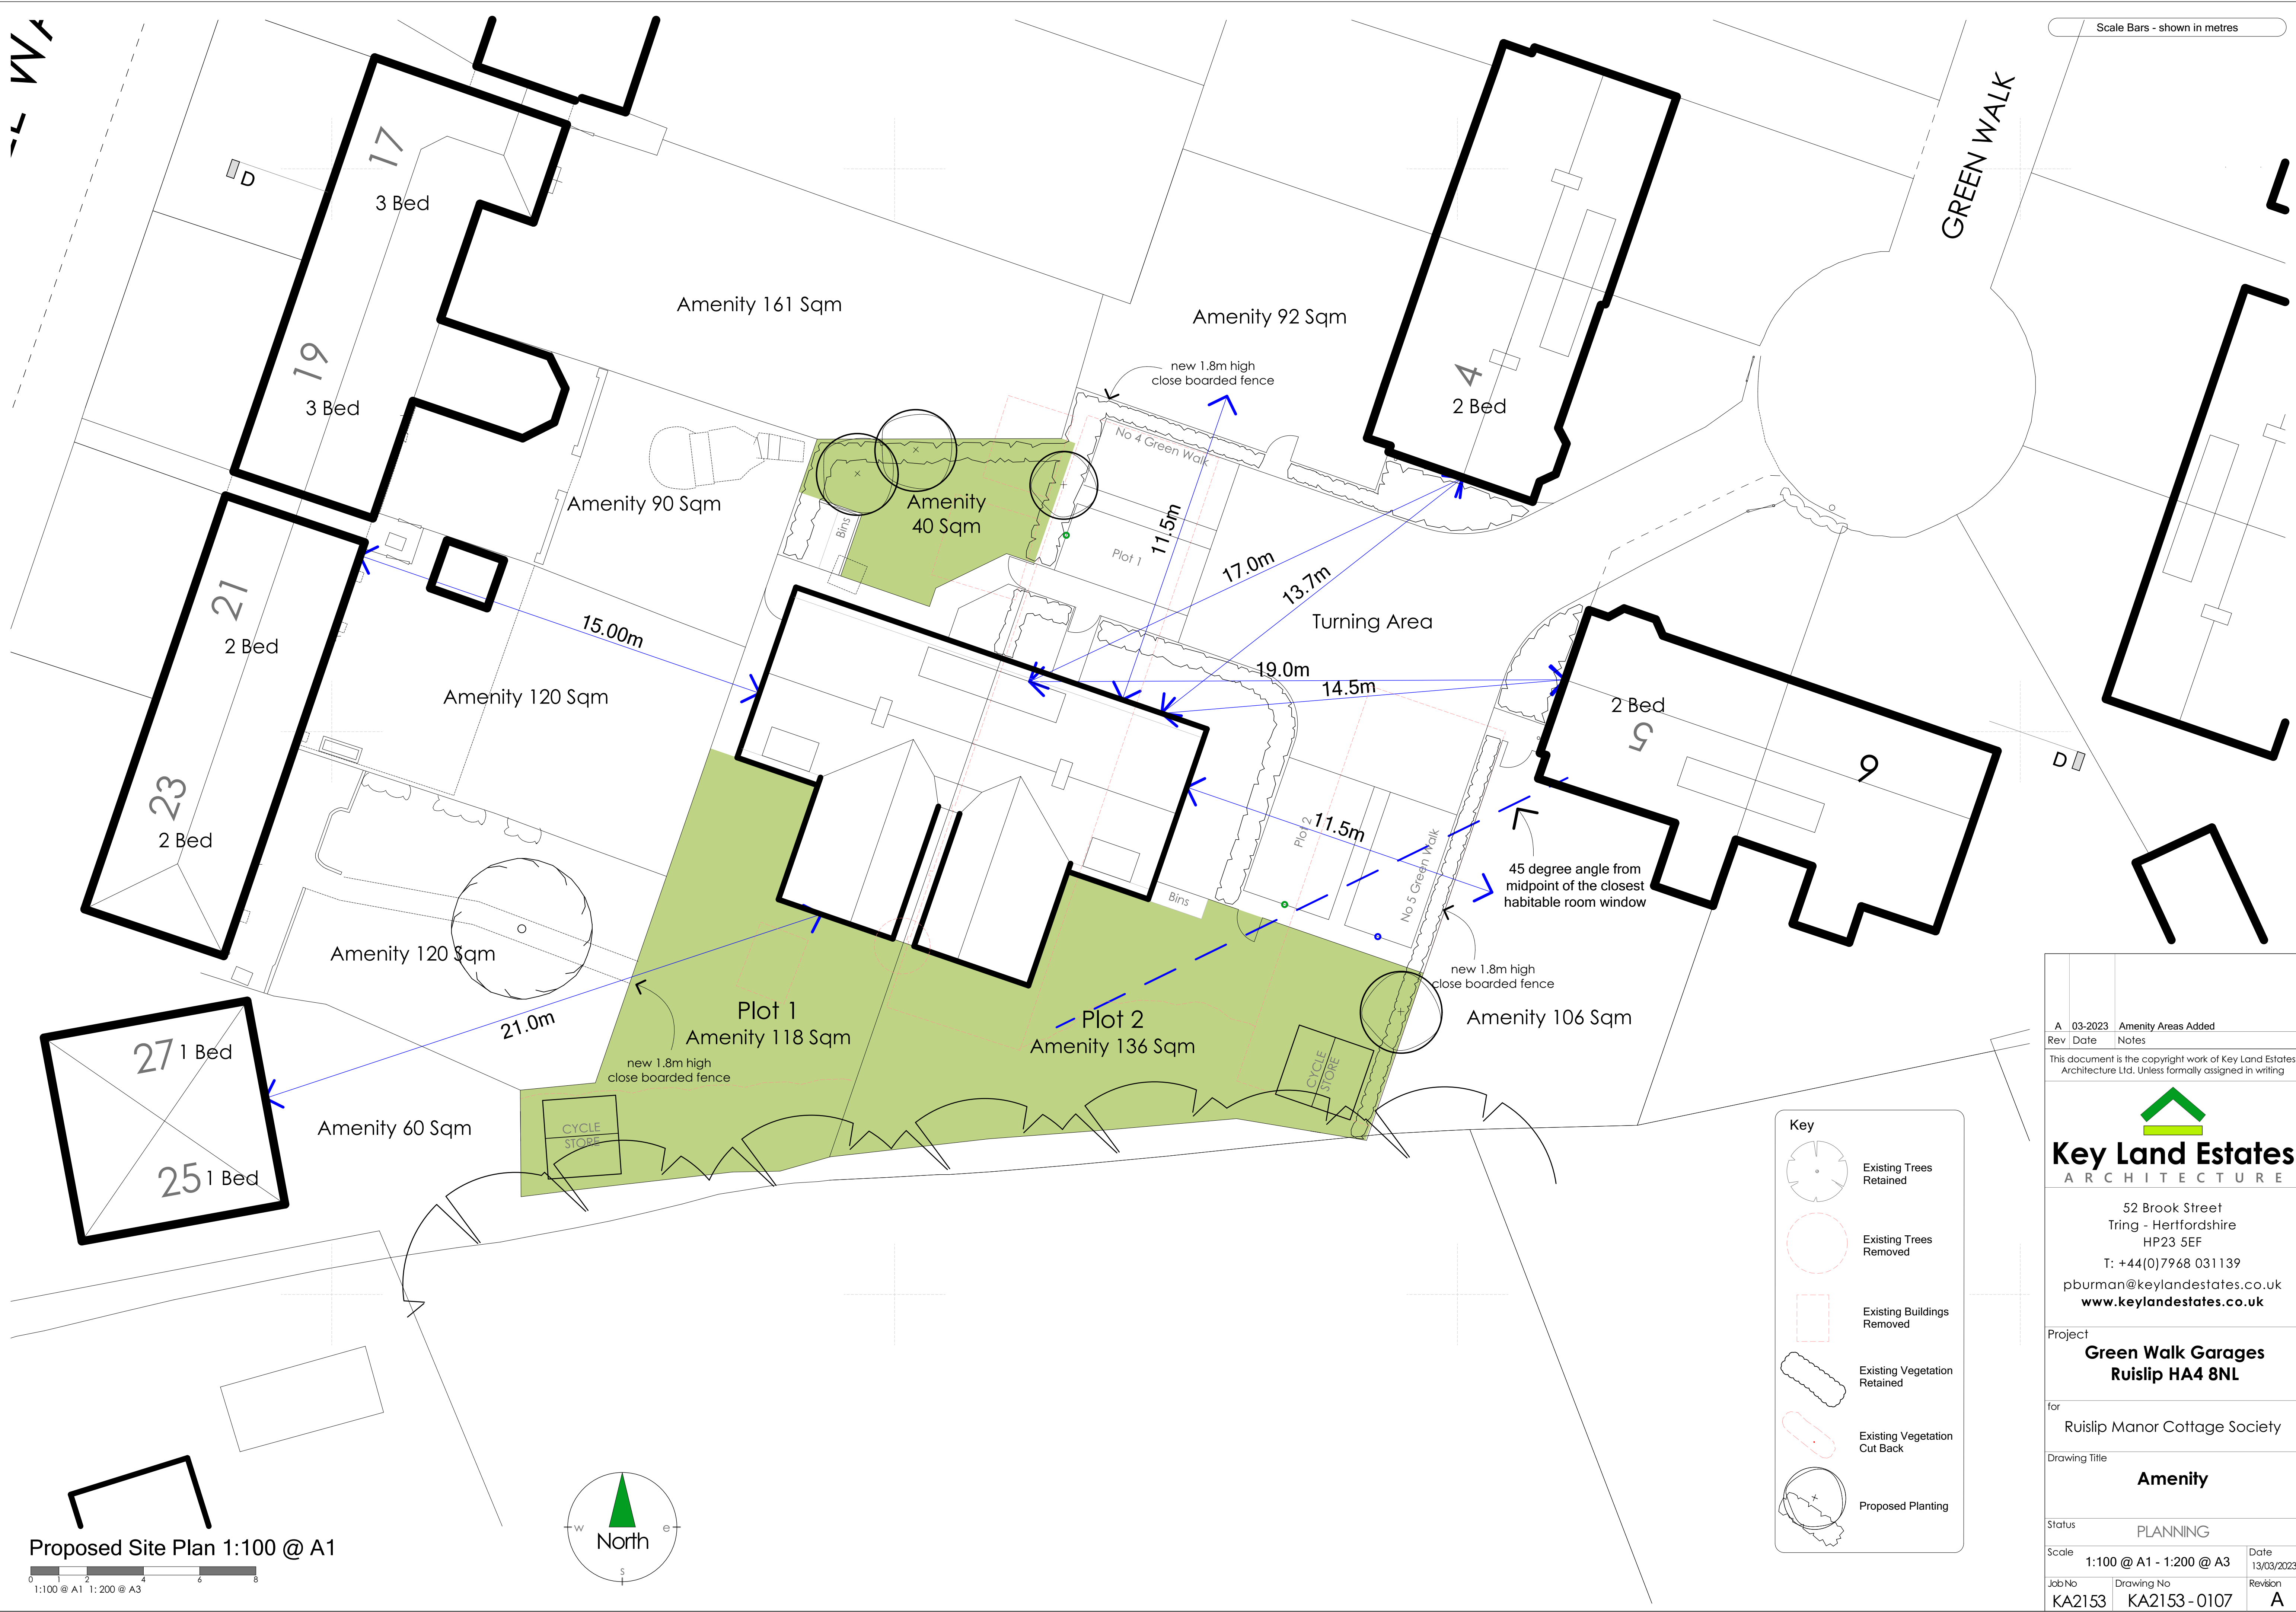 Scale Bars - shown in metres
GREEN WALK
17
3 Bed
D
19
3 Bed
Amenity 161 Sqm
Amenity 92 Sqm
new 1.8m high
close boarded fence
4
2 Bed
No 4 Green Walk
Amenity 90 Sqm
Amenity
40 Sqm
Bins
Plot 1
11.5m
17.0m
13.7m
Turning Area
21
2 Bed
15.00m
19.0m
14.5m
Amenity 120 Sqm
2 Bed
5
9
D
23
2 Bed
Plot 2
11.5m
No 5 Green Walk
45 degree angle from
midpoint of the closest
habitable room window
Bins
Amenity 120 Sqm
new 1.8m high
close boarded fence
Plot 1
Amenity 118 Sqm
Plot 2
Amenity 136 Sqm
Amenity 106 Sqm
21.0m
new 1.8m high
close boarded fence
27
1 Bed
25
1 Bed
Amenity 60 Sqm
CYCLE
STORE
CYCLE
STORE
Key
Existing Trees
Retained
Existing Trees
Removed
Existing Buildings
Removed
Existing Vegetation
Retained
Existing Vegetation
Cut Back
Proposed Planting
A 03-2023 Amenity Areas Added
Rev Date Notes
This document is the copyright work of Key Land Estates
Architecture Ltd. Unless formally assigned in writing
Key Land Estates
ARCHITECTURE
52 Brook Street
Tring - Hertfordshire
HP23 5EF
T: +44(0)7968 031139
pburman@keylandestates.co.uk
www.keylandestates.co.uk
Project
Green Walk Garages
Ruislip HA4 8NL
for
Ruislip Manor Cottage Society
Drawing Title
Amenity
Status
PLANNING
Scale
1:100 @ A1 - 1:200 @ A3
Date
13/03/2023
Job No
KA2153
Drawing No
KA2153 - 0107
Revision
A
w
e
North
s
Proposed Site Plan 1:100 @ A1
0 1 2 4 6 8
1:100 @ A1 1: 200 @ A3